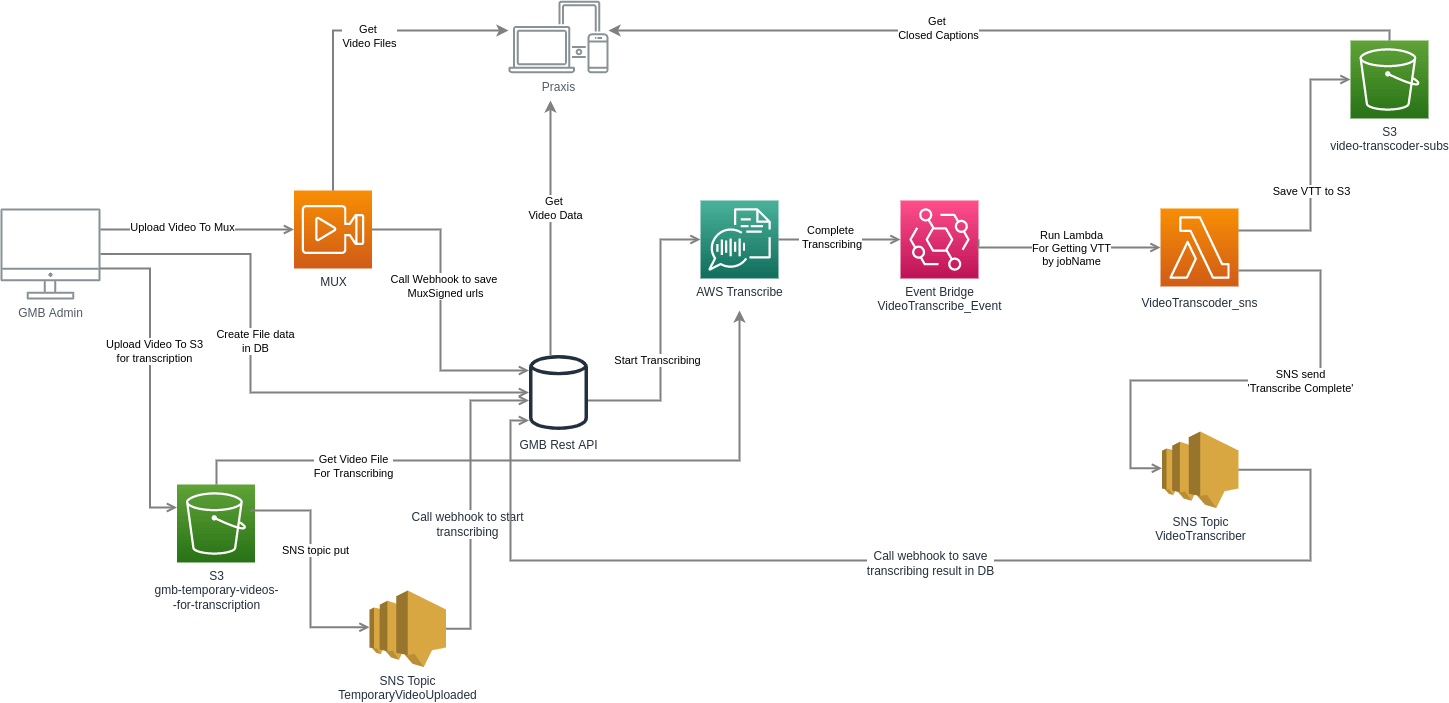 Get
Video Files
Get
Closed Captions
Praxis
S3
video-transcoder-subs
Get
Video Data
Save VTT to S3
Upload Video To Mux
Complete
Transcribing
Run Lambda
For Getting VTT
by jobName
MUX
Call Webhook to save
MuxSigned urls
AWS Transcribe
Event Bridge
VideoTranscribe_Event
VideoTranscoder_sns
GMB Admin
Upload Video To S3
for transcription
Create File data
in DB
Start Transcribing
SNS send
'Transcribe Complete'
GMB Rest API
Get Video File
For Transcribing
Call webhook to start
transcribing
SNS Topic
VideoTranscriber
SNS topic put
Call webhook to save
transcribing result in DB
S3
gmb-temporary-videos-
-for-transcription
SNS Topic
TemporaryVideoUploaded